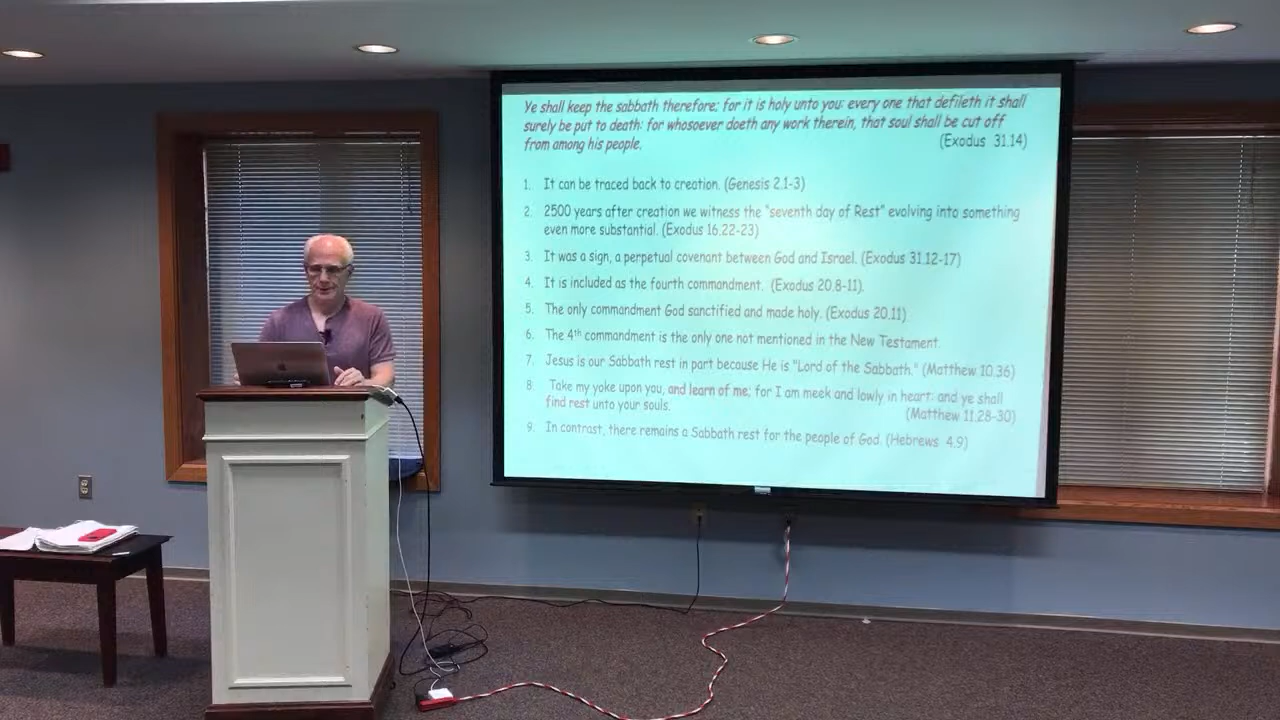 Ye shall keep the sabbath therefore; for it is holy unto you: every one that defileth it shall
surely be put to death: for whosoever doeth any work therein, that soul shall be cut off
from among his people. (Exodus 31.14)
1. It can be traced back to creation. (Genesis 2.1-3)
2. 2500 years after creation we witness the "seventh day of Rest" evolving into something
even more substantial. (Exodus 16.22-23)
3. It was a sign, a perpetual covenant between God and Israel. (Exodus 31.12-17)
4. It is included as the fourth commandment. (Exodus 20.8-11).
5. The only commandment God sanctified and made holy. (Exodus 20.11)
6. The 4th commandment is the only one not mentioned in the New Testament.
7. Jesus is our Sabbath rest in part because He is "Lord of the Sabbath." (Matthew 10.36)
8. Take my yoke upon you, and learn of me; for I am meek and lowly in heart: and ye shall
find rest unto your souls. (Matthew 11.28-30)
9. In contrast, there remains a Sabbath rest for the people of God. (Hebrews 4.9)